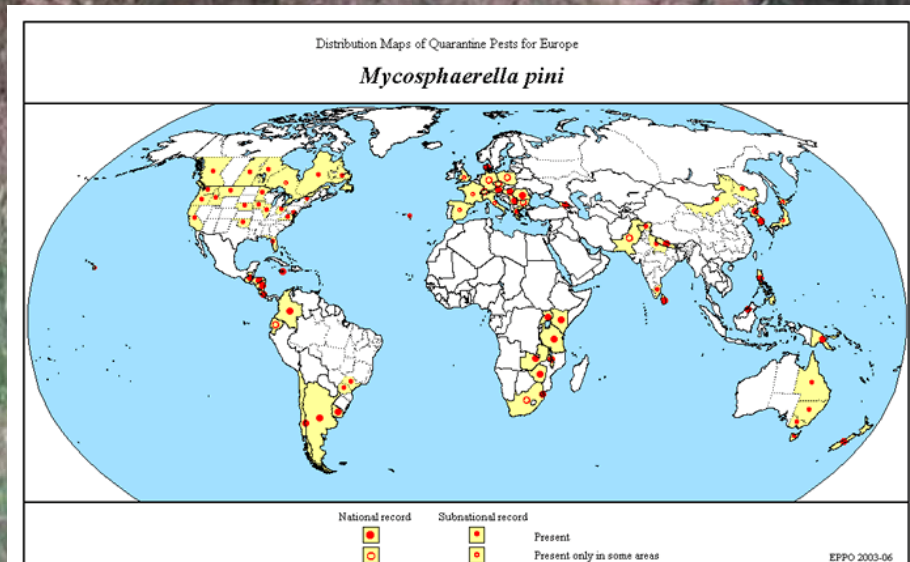 Distribution Maps of Quarantine Pests for Europe
Mycosphaerella pini
National record Subnational record
Present
Present only in some areas
EPPO 2003-06